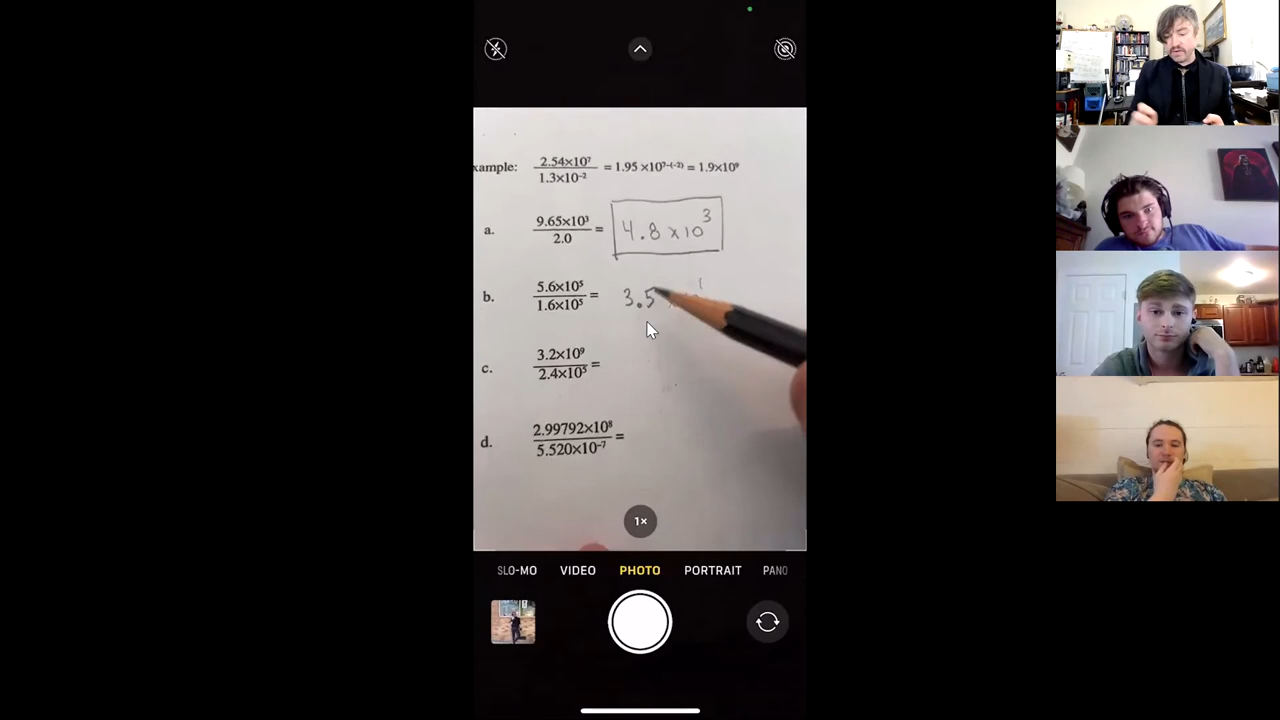 xample: 2.54×10⁷ / 1.3×10⁻² = 1.95 ×10⁷⁻⁽⁻²⁾ = 1.9×10⁹
a. 9.65×10³ / 2.0 = 4.8 x 10³
b. 5.6×10⁵ / 1.6×10⁵ = 3.5
c. 3.2×10⁹ / 2.4×10⁵ =
d. 2.99792×10⁸ / 5.520×10⁻⁷ =
1×
SLO-MO VIDEO PHOTO PORTRAIT PANO